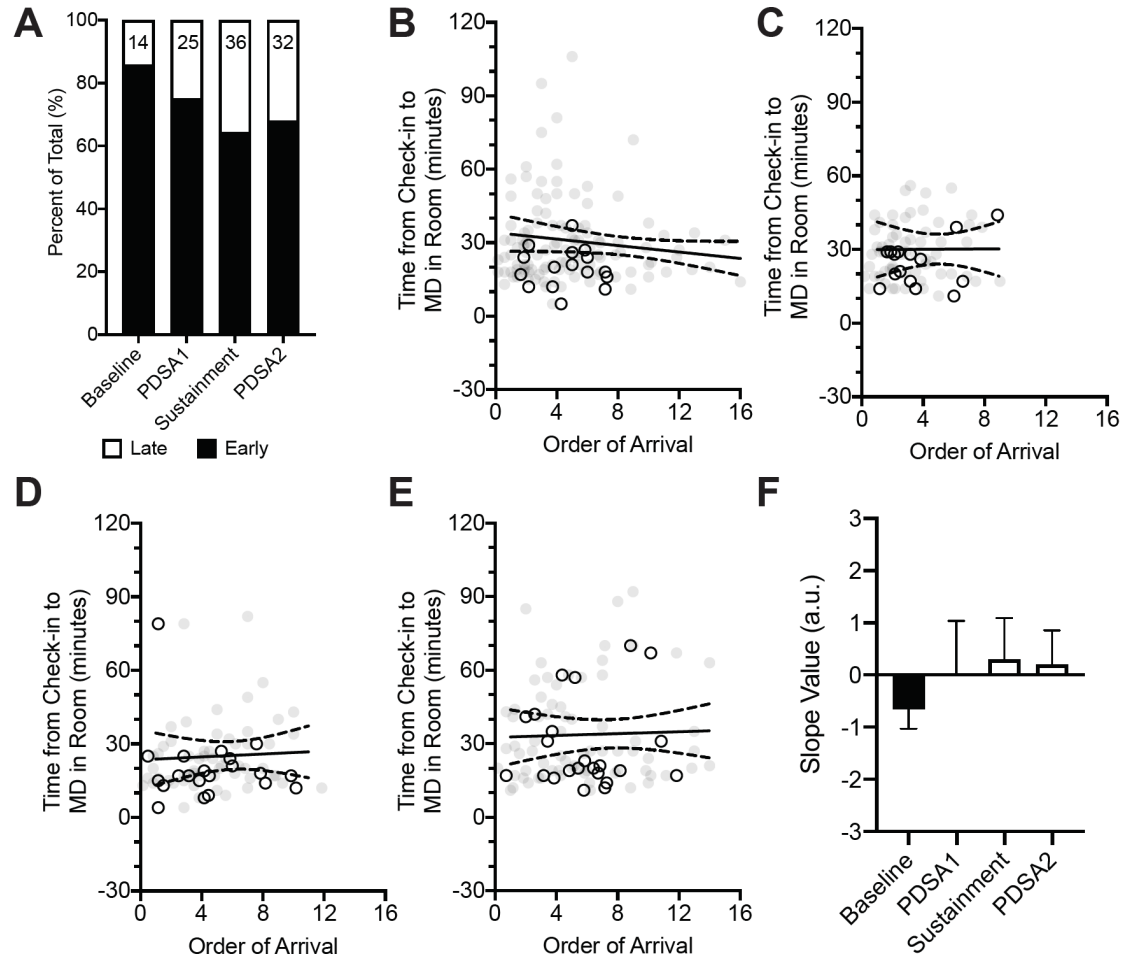 A
Percent of Total (%)
100
80
60
40
20
0
14
25
36
32
Baseline
PDSA1
Sustainment
PDSA2
Late
Early
B
Time from Check-in to
MD in Room (minutes)
120
90
60
30
0
-30
0
4
8
12
16
Order of Arrival
C
Time from Check-in to
MD in Room (minutes)
120
90
60
30
0
-30
0
4
8
12
16
Order of Arrival
D
Time from Check-in to
MD in Room (minutes)
120
90
60
30
0
-30
0
4
8
12
16
Order of Arrival
E
Time from Check-in to
MD in Room (minutes)
120
90
60
30
0
-30
0
4
8
12
16
Order of Arrival
F
Slope Value (a.u.)
3
2
1
0
-1
-2
-3
Baseline
PDSA1
Sustainment
PDSA2